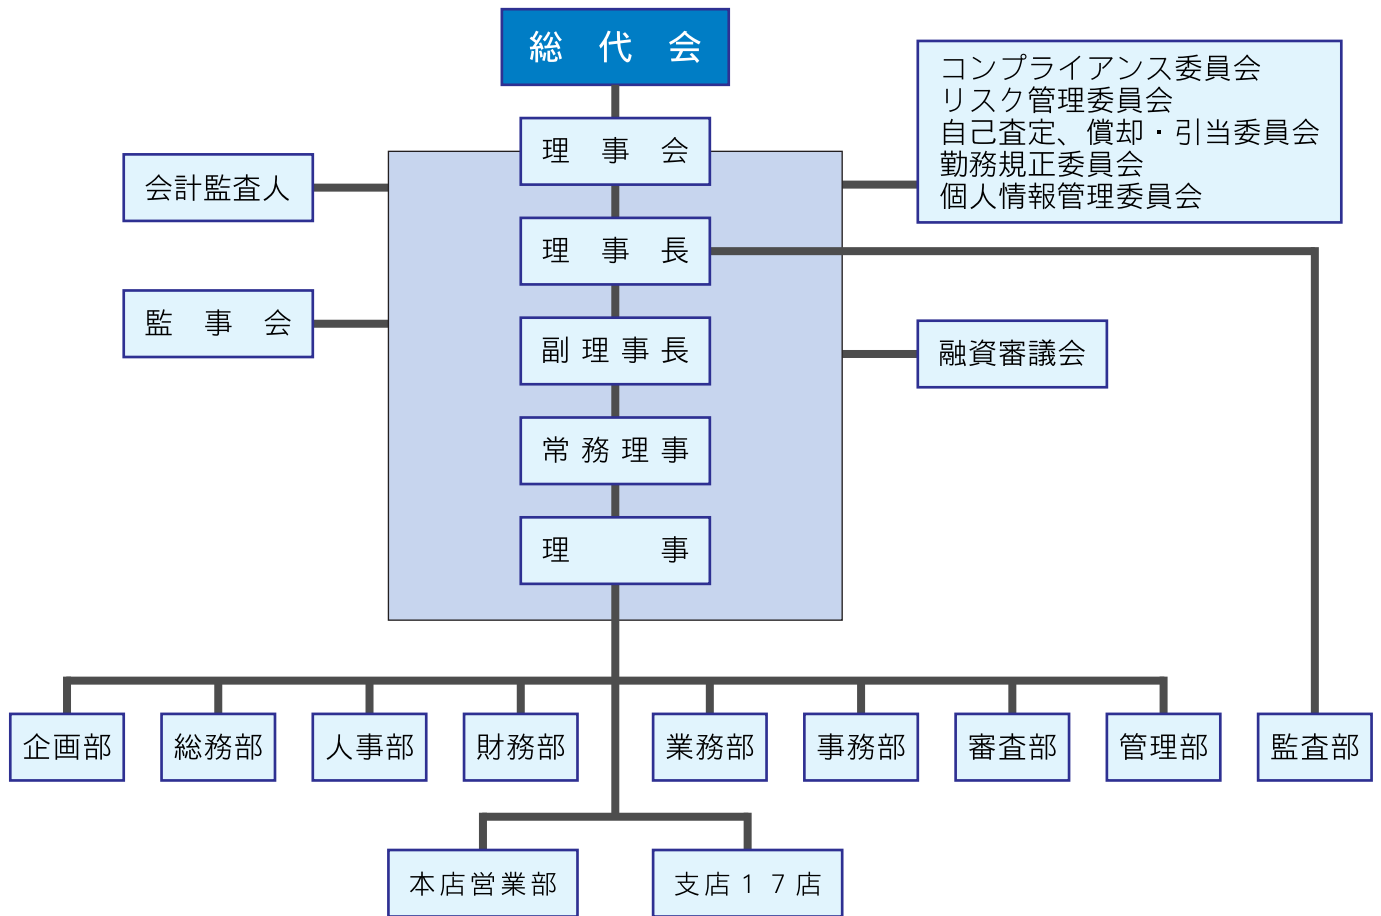 総　代　会
コンプライアンス委員会
リスク管理委員会
自己査定、償却・引当委員会
勤務規正委員会
個人情報管理委員会
理　事　会
会計監査人
理　事　長
監　事　会
副理事長
融資審議会
常務理事
理　　　事
企画部
総務部
人事部
財務部
業務部
事務部
審査部
管理部
監査部
本店営業部
支店１７店